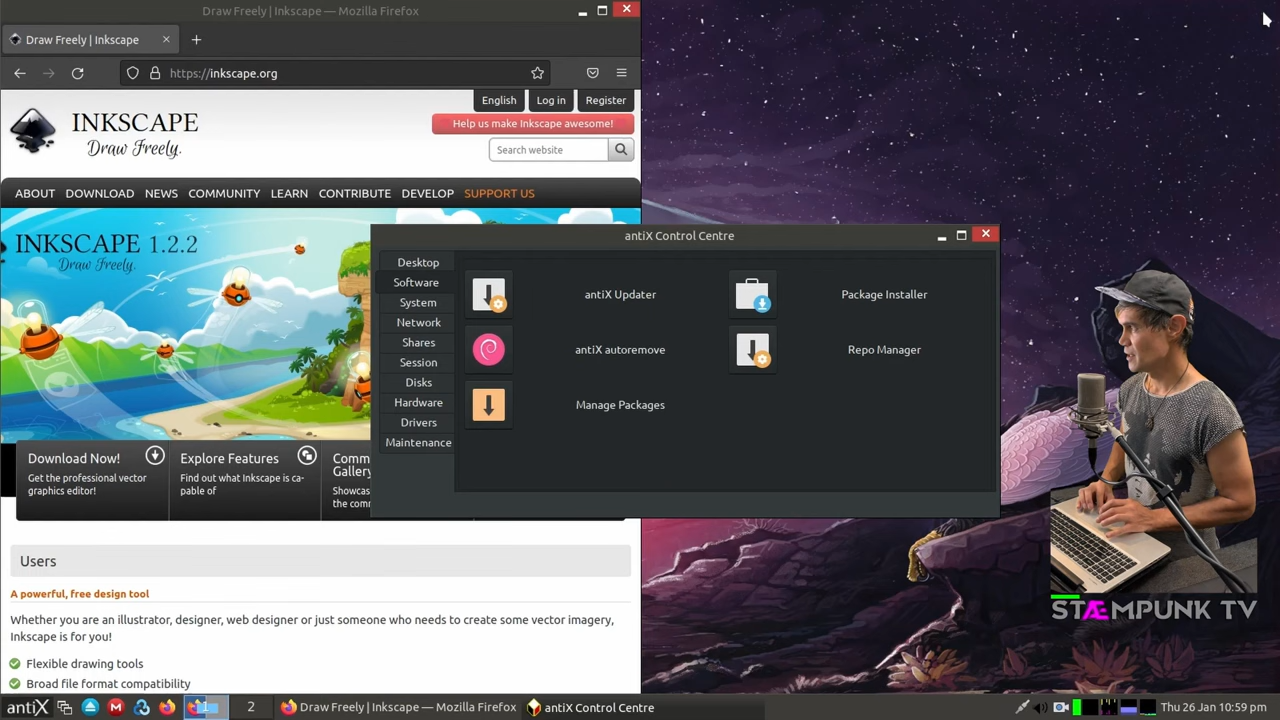 Draw Freely | Inkscape — Mozilla Firefox
Draw Freely | Inkscape
https://inkscape.org
English
Log in
Register
Help us make Inkscape awesome!
INKSCAPE
Draw Freely.
Search website
ABOUT
DOWNLOAD
NEWS
COMMUNITY
LEARN
CONTRIBUTE
DEVELOP
SUPPORT US
INKSCAPE 1.2.2
Draw Freely.
Download Now!
Get the professional vector
graphics editor!
Explore Features
Find out what Inkscape is ca-
pable of
Comm
Gallery
Showcas
the comm
Users
A powerful, free design tool
Whether you are an illustrator, designer, web designer or just someone who needs to create some vector imagery,
Inkscape is for you!
Flexible drawing tools
Broad file format compatibility
antiX Control Centre
Desktop
Software
System
Network
Shares
Session
Disks
Hardware
Drivers
Maintenance
antiX Updater
Package Installer
antiX autoremove
Repo Manager
Manage Packages
STÆMPUNK TV
antiX
1
2
Draw Freely | Inkscape — Mozilla Firefox
antiX Control Centre
Thu 26 Jan 10:59 pm